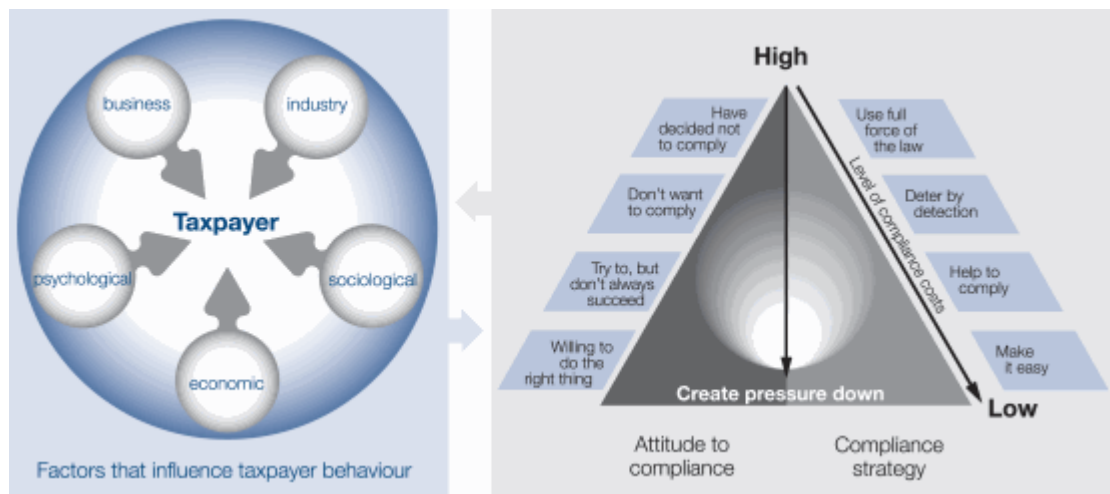 business
industry
Taxpayer
psychological
sociological
economic
Factors that influence taxpayer behaviour
High
Have
decided not
to comply
Don't want
to comply
Try to, but
don't always
succeed
Willing to
do the
right thing
Use full
force of
the law
Deter by
detection
Help to
comply
Make
it easy
Level of compliance costs
Create pressure down
Low
Attitude to
compliance
Compliance
strategy